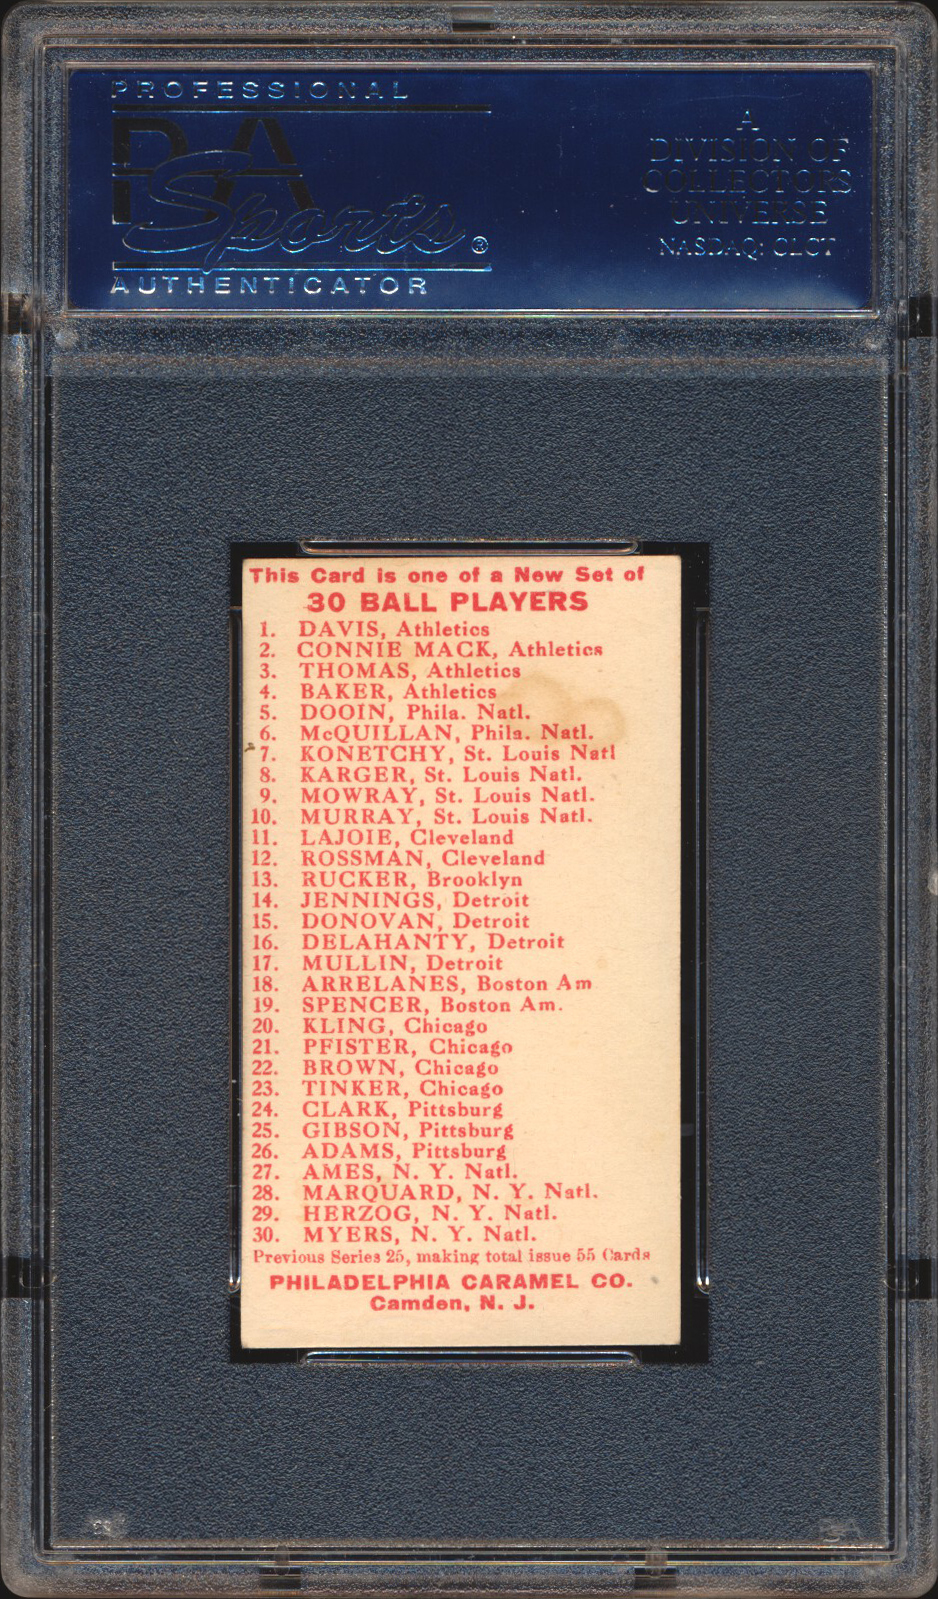 PROFESSIONAL
PSA
Sports®
AUTHENTICATOR
A
DIVISION OF
COLLECTORS
UNIVERSE
NASDAQ: CLCT
This Card is one of a New Set of
30 BALL PLAYERS
1. DAVIS, Athletics
2. CONNIE MACK, Athletics
3. THOMAS, Athletics
4. BAKER, Athletics
5. DOOIN, Phila. Natl.
6. McQUILLAN, Phila. Natl.
7. KONETCHY, St. Louis Natl
8. KARGER, St. Louis Natl.
9. MOWRAY, St. Louis Natl.
10. MURRAY, St. Louis Natl.
11. LAJOIE, Cleveland
12. ROSSMAN, Cleveland
13. RUCKER, Brooklyn
14. JENNINGS, Detroit
15. DONOVAN, Detroit
16. DELAHANTY, Detroit
17. MULLIN, Detroit
18. ARRELANES, Boston Am
19. SPENCER, Boston Am.
20. KLING, Chicago
21. PFISTER, Chicago
22. BROWN, Chicago
23. TINKER, Chicago
24. CLARK, Pittsburg
25. GIBSON, Pittsburg
26. ADAMS, Pittsburg
27. AMES, N. Y. Natl.
28. MARQUARD, N. Y. Natl.
29. HERZOG, N. Y. Natl.
30. MYERS, N. Y. Natl.
Previous Series 25, making total issue 55 Cards
PHILADELPHIA CARAMEL CO.
Camden, N. J.